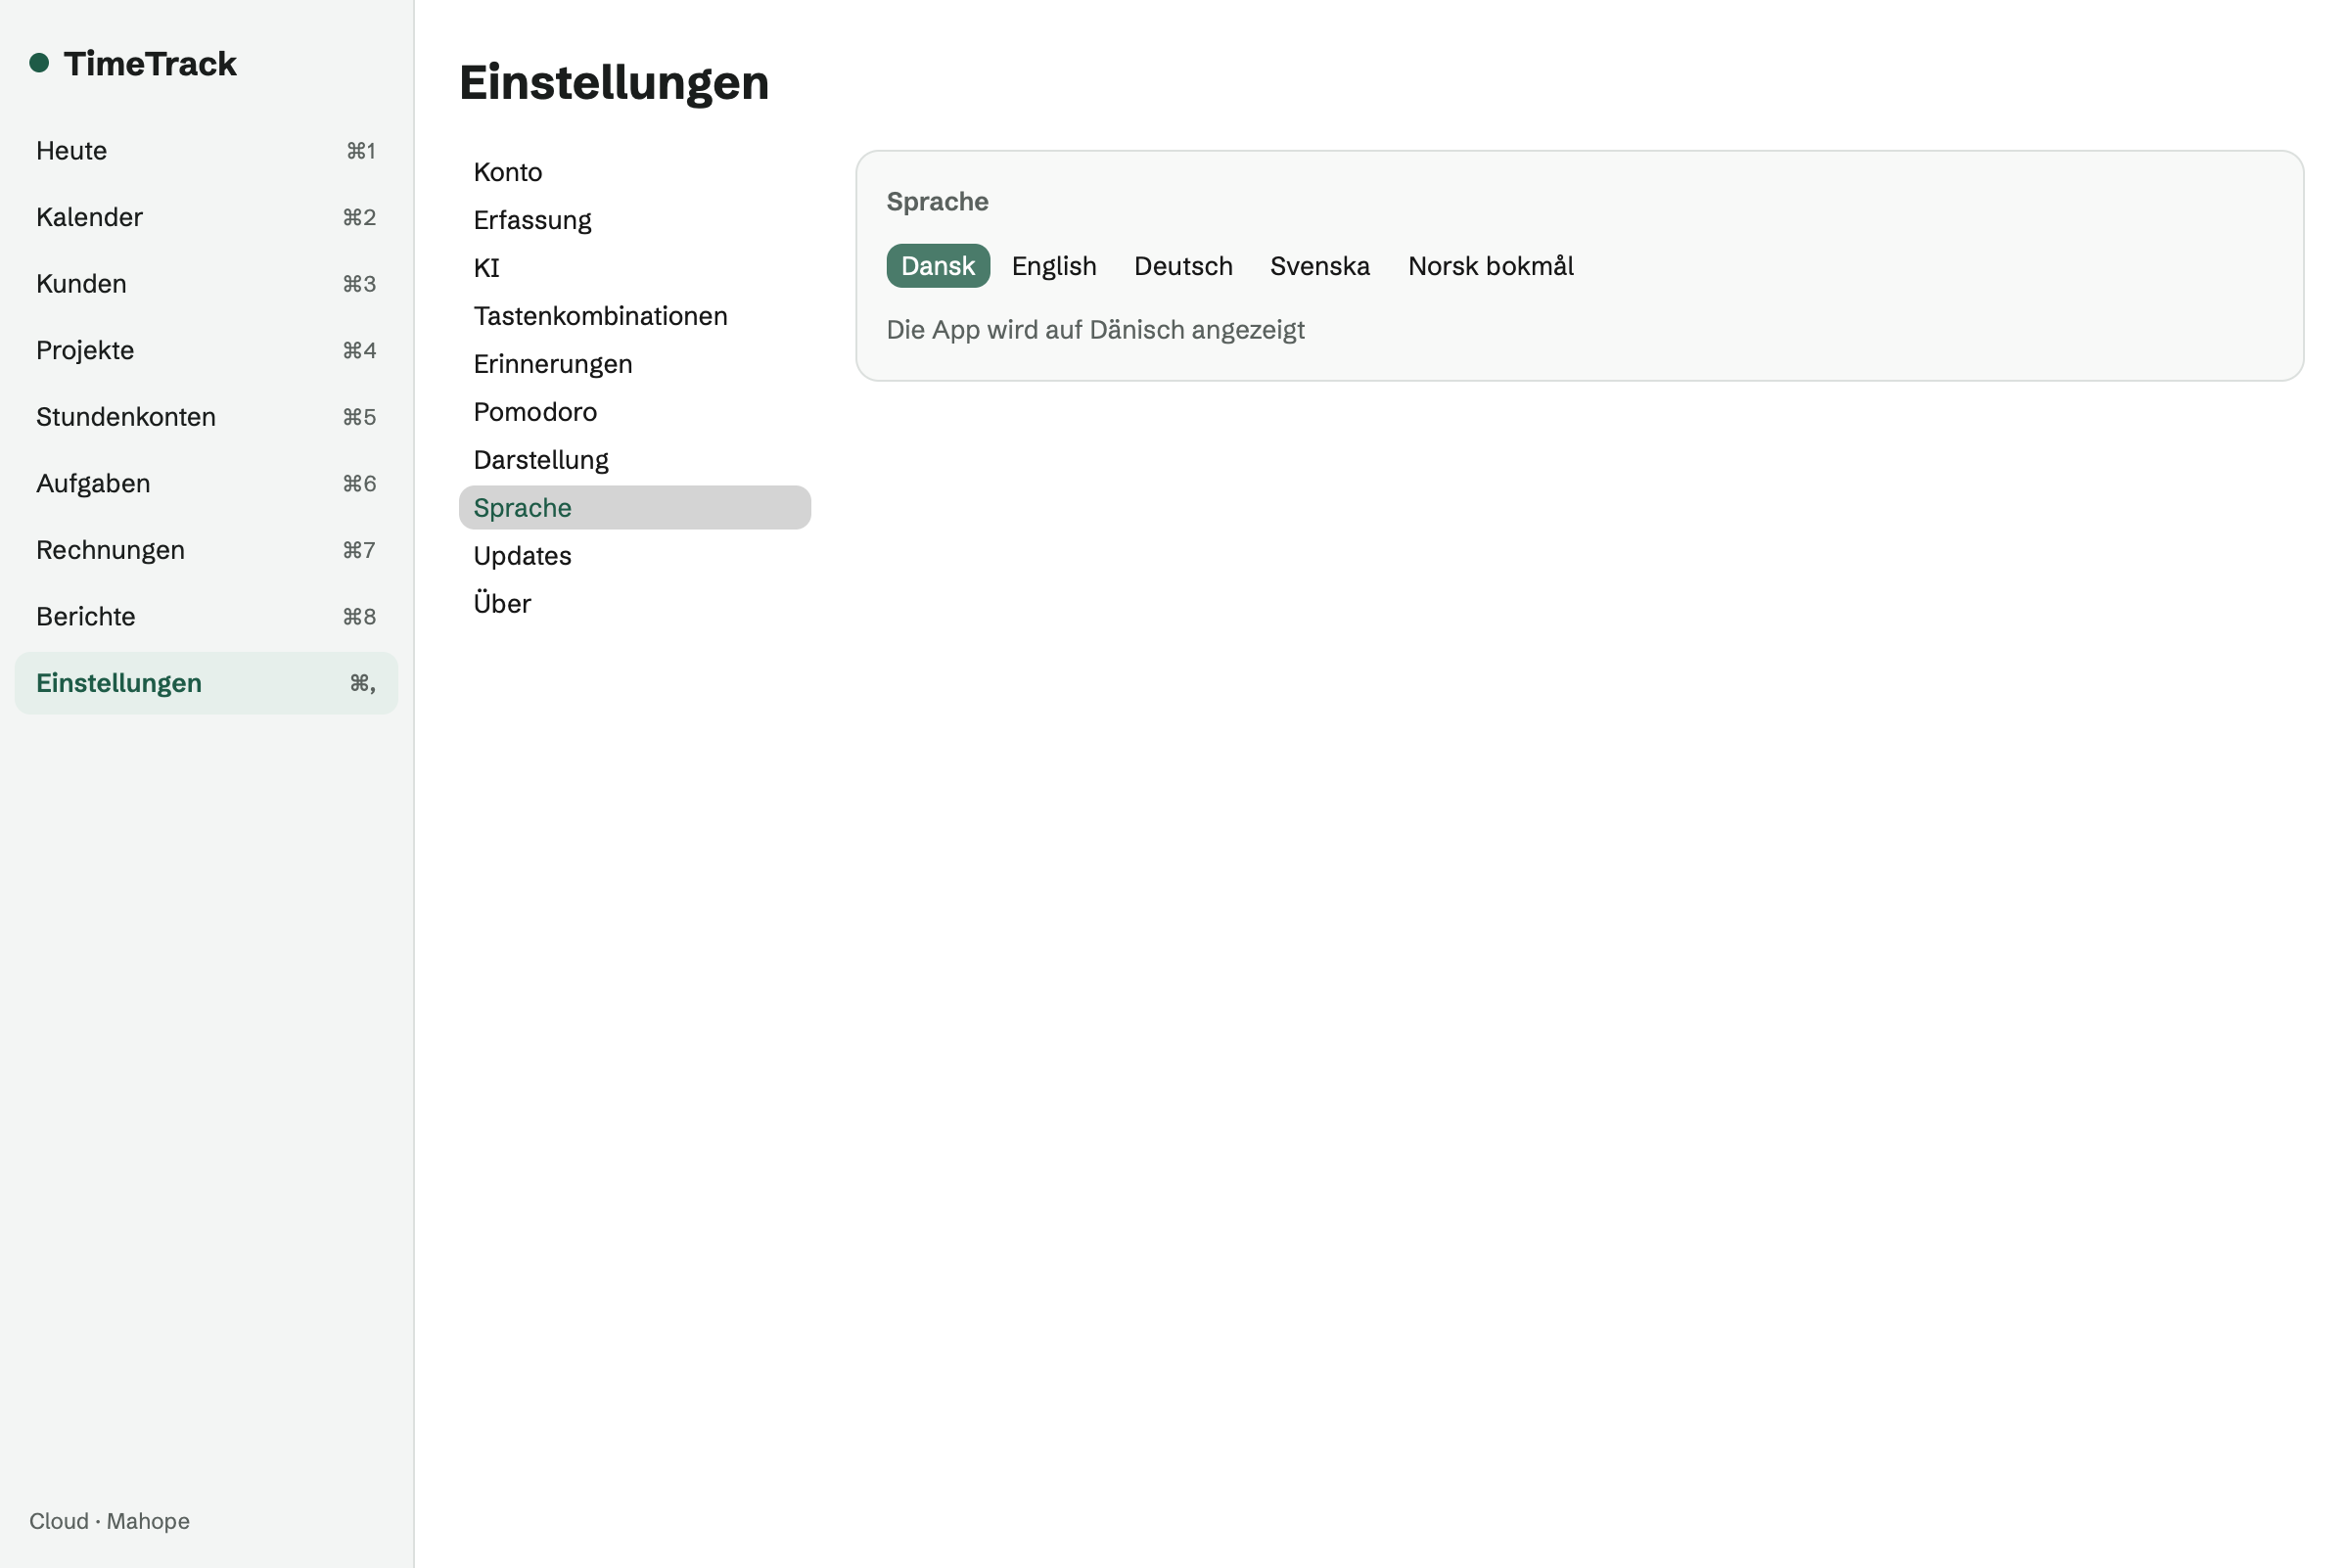 TimeTrack
Heute ⌘1
Kalender ⌘2
Kunden ⌘3
Projekte ⌘4
Stundenkonten ⌘5
Aufgaben ⌘6
Rechnungen ⌘7
Berichte ⌘8
Einstellungen ⌘,
Cloud · Mahope
Einstellungen
Konto
Erfassung
KI
Tastenkombinationen
Erinnerungen
Pomodoro
Darstellung
Sprache
Updates
Über
Sprache
Dansk English Deutsch Svenska Norsk bokmål
Die App wird auf Dänisch angezeigt